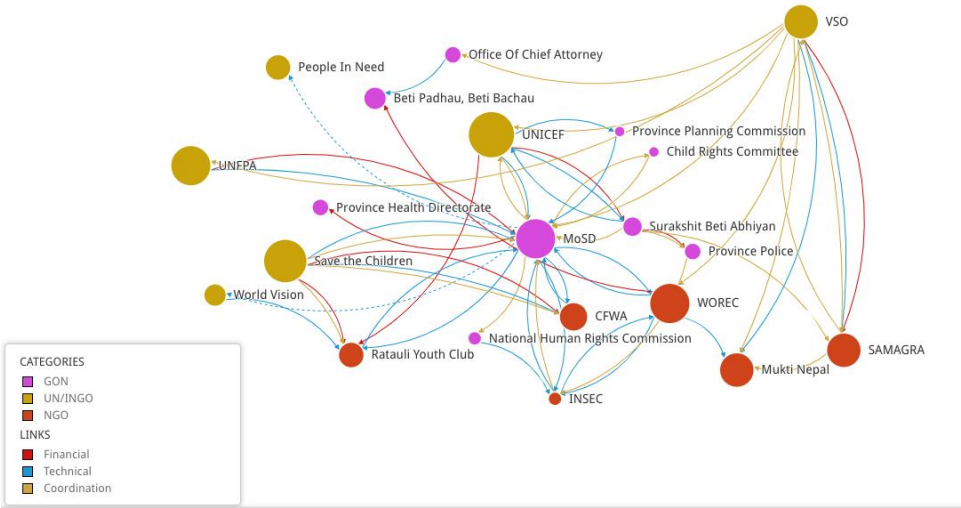 VSO
Office Of Chief Attorney
People In Need
Beti Padhau, Beti Bachau
UNICEF
Province Planning Commission
Child Rights Committee
UNFPA
Province Health Directorate
Surakshit Beti Abhiyan
MoSD
Province Police
Save the Children
World Vision
WOREC
CFWA
National Human Rights Commission
Ratauli Youth Club
SAMAGRA
Mukti Nepal
INSEC
CATEGORIES
GON
UN/INGO
NGO
LINKS
Financial
Technical
Coordination